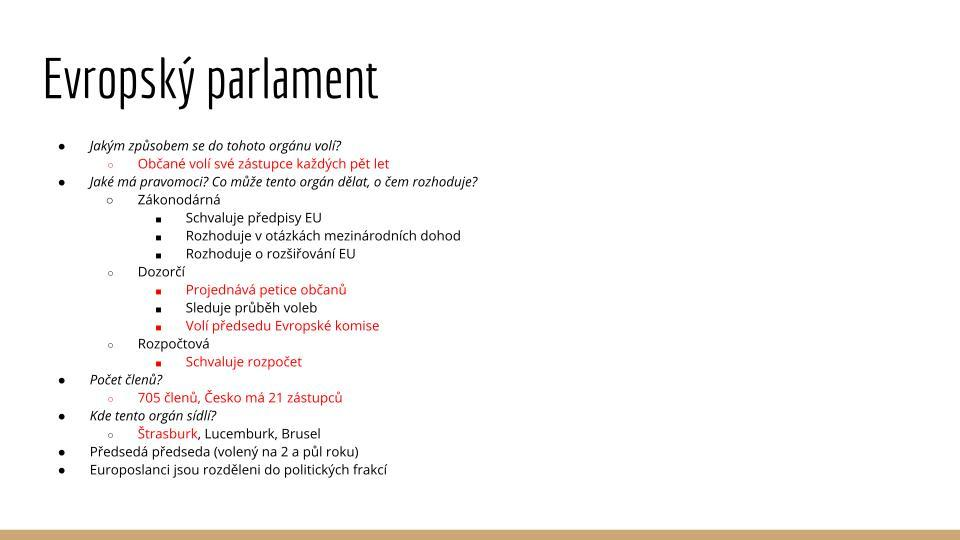 Evropský parlament
● Jakým způsobem se do tohoto orgánu volí?
○ Občané volí své zástupce každých pět let
● Jaké má pravomoci? Co může tento orgán dělat, o čem rozhoduje?
○ Zákonodárná
■ Schvaluje předpisy EU
■ Rozhoduje v otázkách mezinárodních dohod
■ Rozhoduje o rozšiřování EU
○ Dozorčí
■ Projednává petice občanů
■ Sleduje průběh voleb
■ Volí předsedu Evropské komise
○ Rozpočtová
■ Schvaluje rozpočet
● Počet členů?
○ 705 členů, Česko má 21 zástupců
● Kde tento orgán sídlí?
○ Štrasburk, Lucemburk, Brusel
● Předsedá předseda (volený na 2 a půl roku)
● Europoslanci jsou rozděleni do politických frakcí